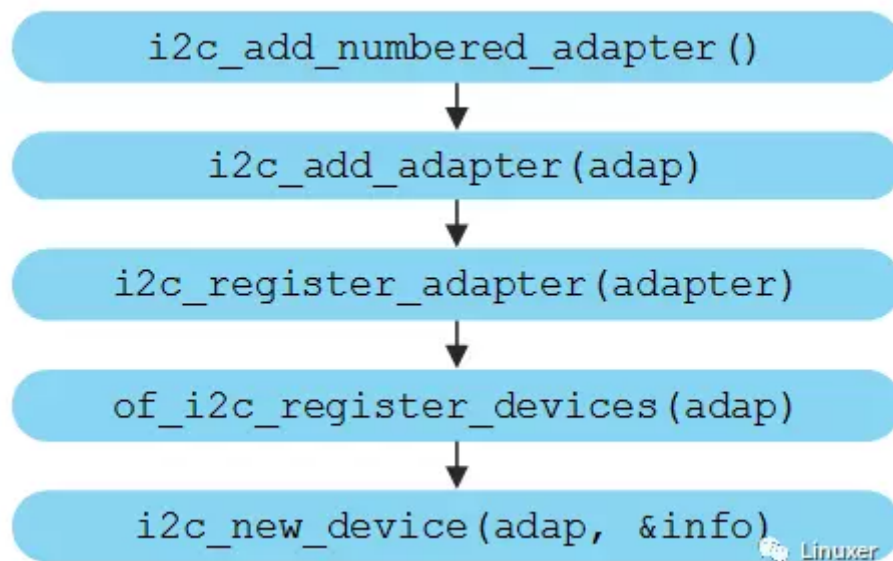 i2c_add_numbered_adapter()
i2c_add_adapter(adap)
i2c_register_adapter(adapter)
of_i2c_register_devices(adap)
i2c_new_device(adap, &info)
Linuxer